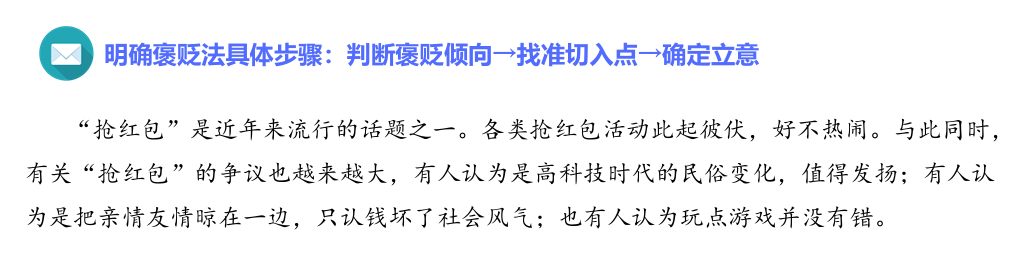 明确褒贬法具体步骤：判断褒贬倾向→找准切入点→确定立意
“抢红包”是近年来流行的话题之一。各类抢红包活动此起彼伏，好不热闹。与此同时，
有关“抢红包”的争议也越来越大，有人认为是高科技时代的民俗变化，值得发扬；有人认
为是把亲情友情晾在一边，只认钱坏了社会风气；也有人认为玩点游戏并没有错。